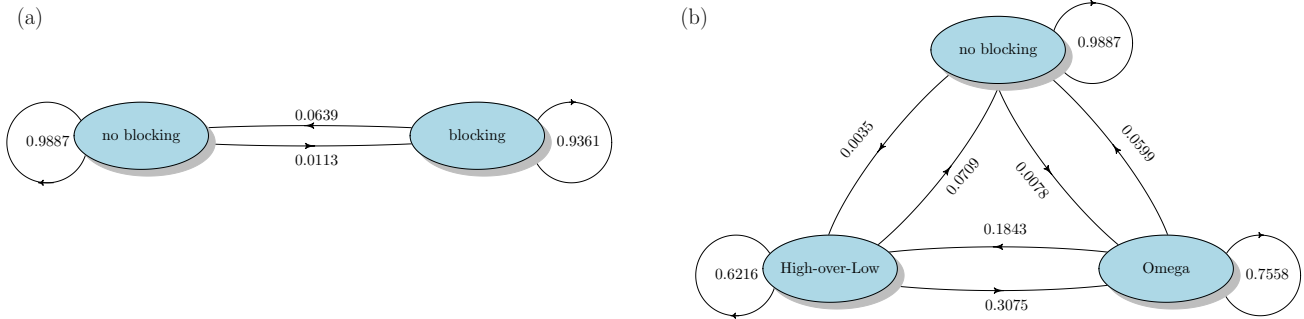 (a)
0.9887
no blocking
0.0639
0.0113
blocking
0.9361
(b)
no blocking
0.9887
0.0035
0.0709
0.0078
0.0599
0.6216
High-over-Low
0.1843
0.3075
Omega
0.7558